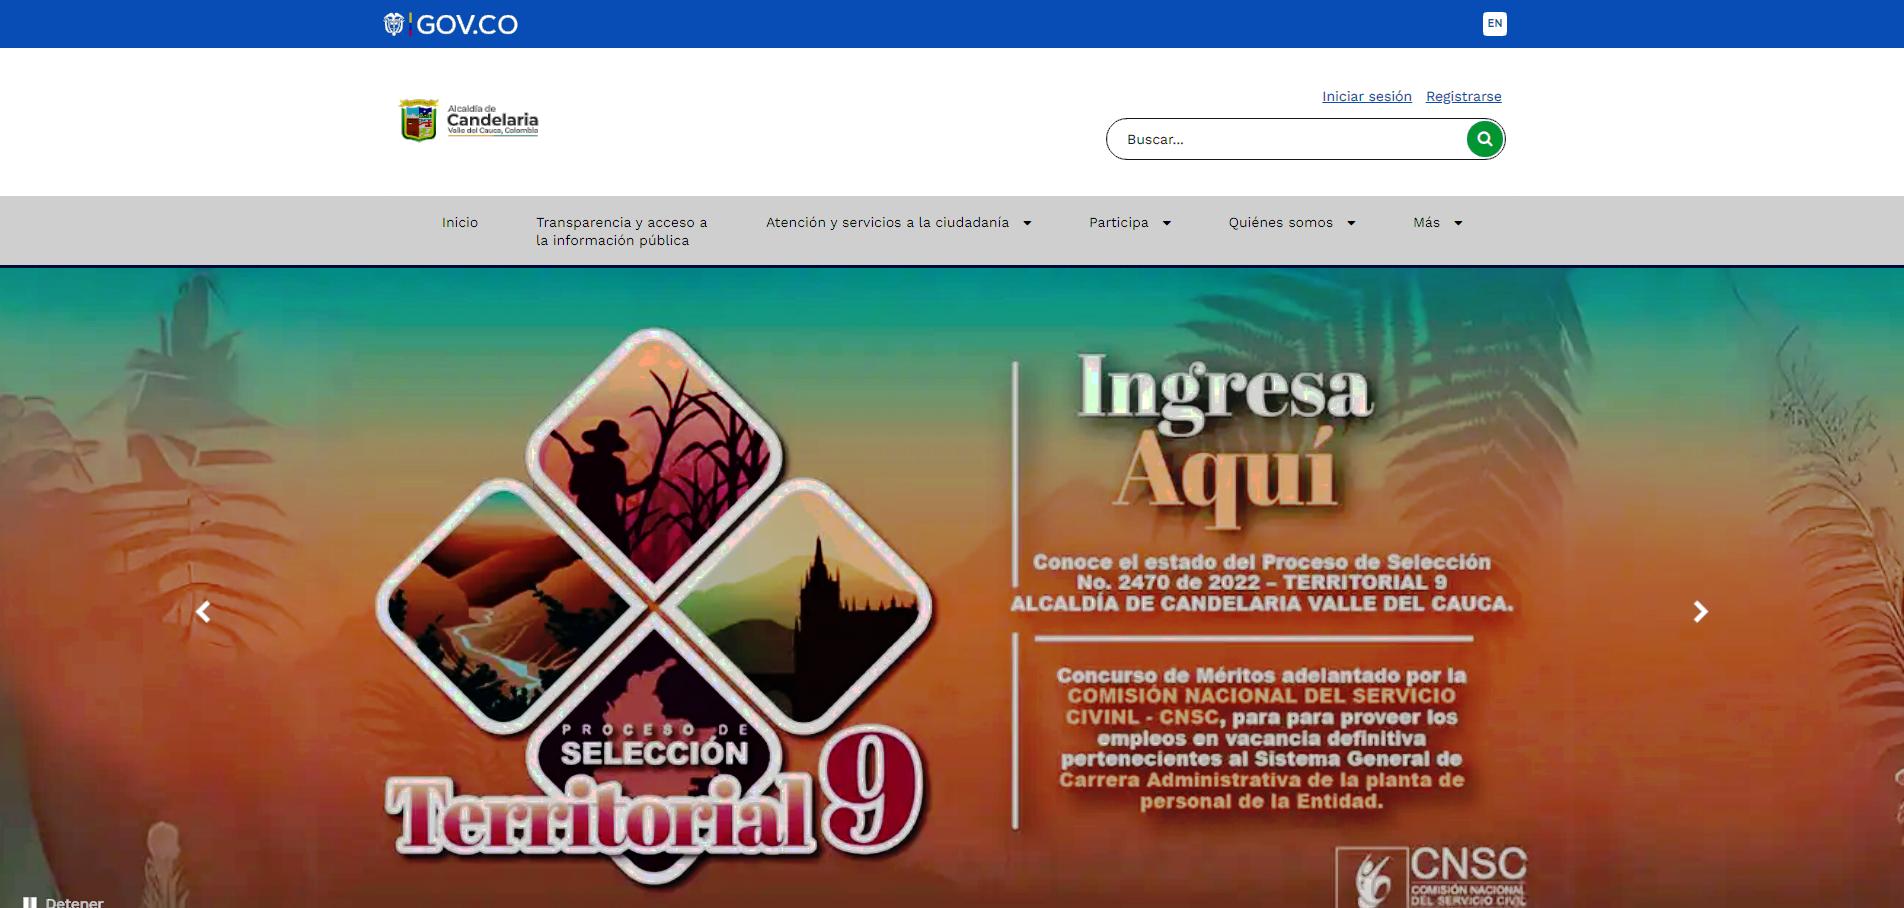 GOV.CO
EN
Alcaldía de
Candelaria
Valle del Cauca, Colombia
Iniciar sesión Registrarse
Buscar...
Inicio
Transparencia y acceso a
la información pública
Atención y servicios a la ciudadanía
Participa
Quiénes somos
Más
Ingresa
Aquí
Conoce el estado del Proceso de Selección
No. 2470 de 2022 – TERRITORIAL 9
ALCALDÍA DE CANDELARIA VALLE DEL CAUCA.
Concurso de Méritos adelantado por la
COMISIÓN NACIONAL DEL SERVICIO
CIVINL - CNSC, para para proveer los
empleos en vacancia definitiva
pertenecientes al Sistema General de
Carrera Administrativa de la planta de
personal de la Entidad.
PROCESO DE
SELECCIÓN
Territorial 9
CNSC
COMISIÓN NACIONAL
DEL SERVICIO CIVIL
Detener